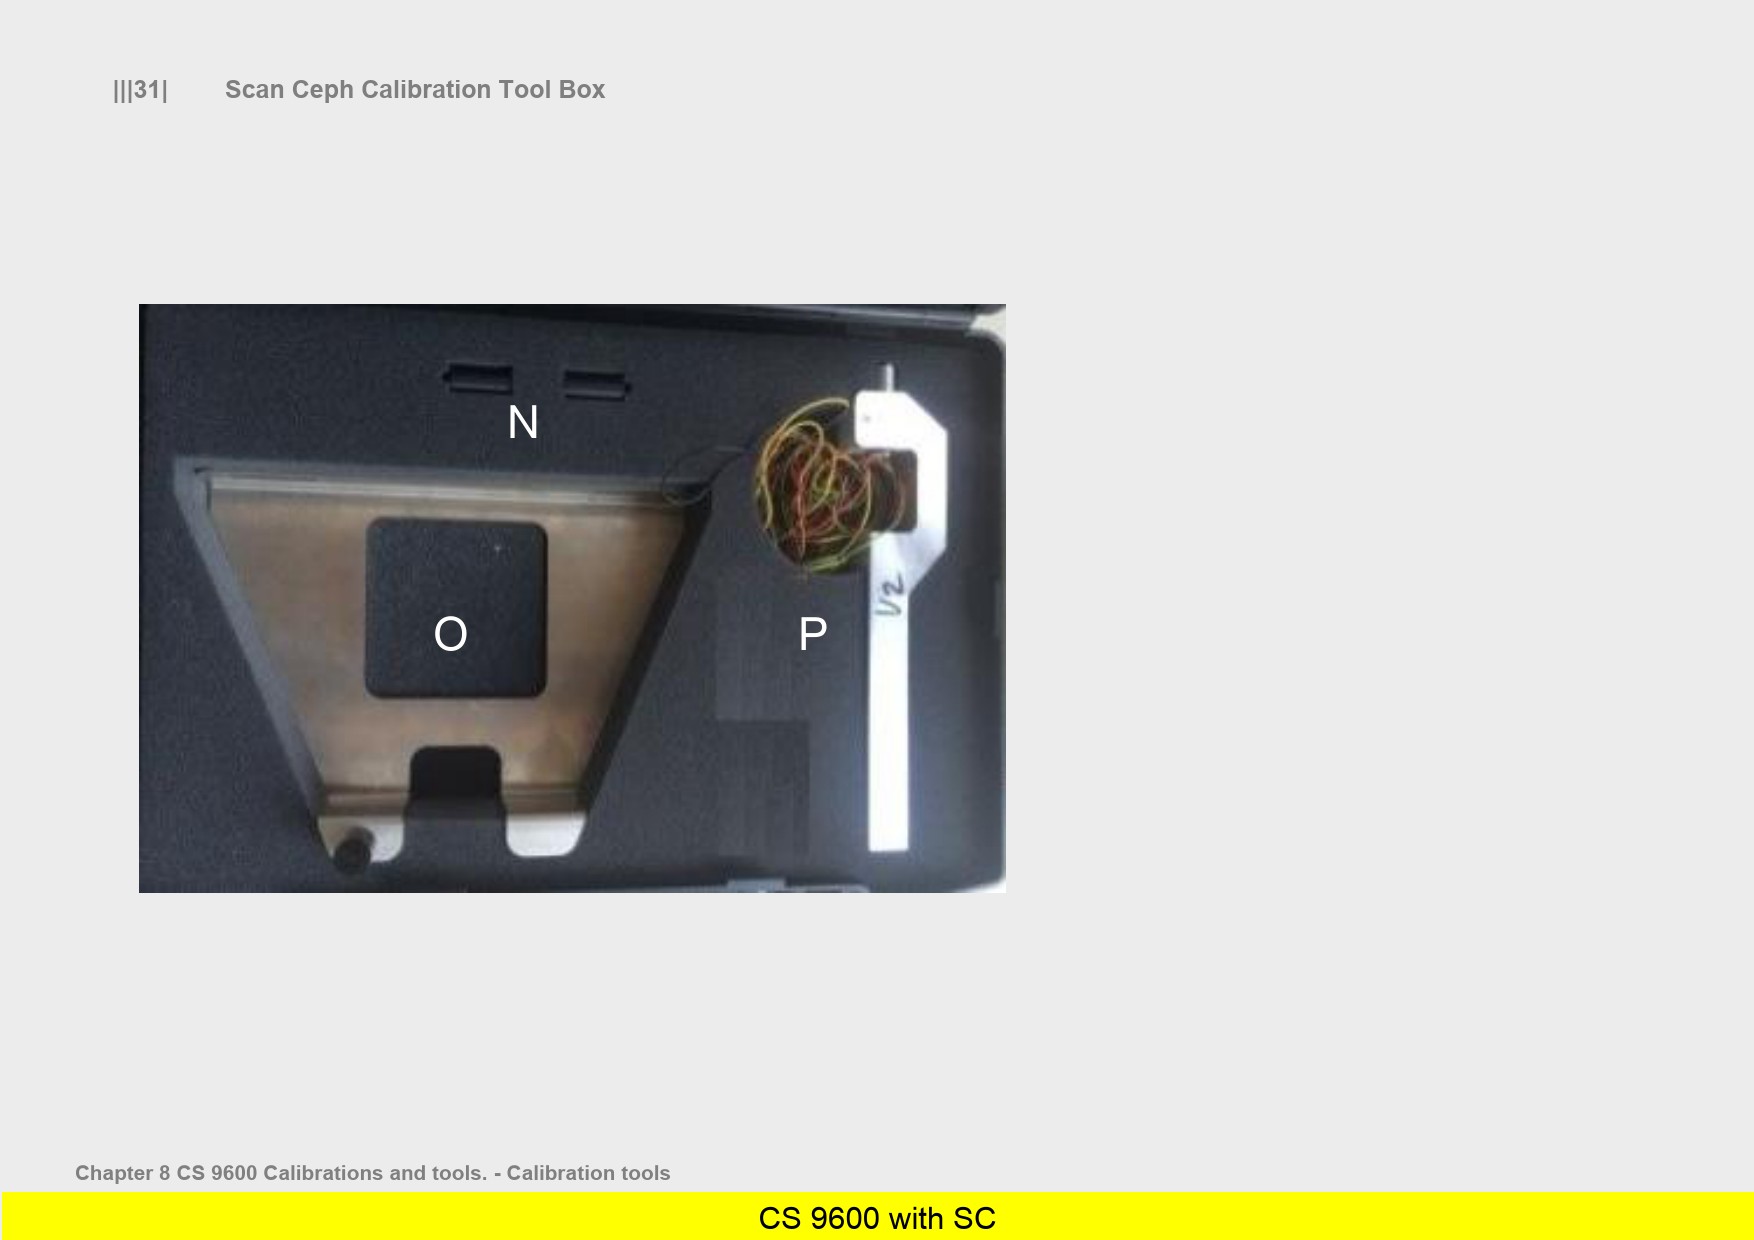 |||31| Scan Ceph Calibration Tool Box
N
O
P
V2
Chapter 8 CS 9600 Calibrations and tools. - Calibration tools
CS 9600 with SC